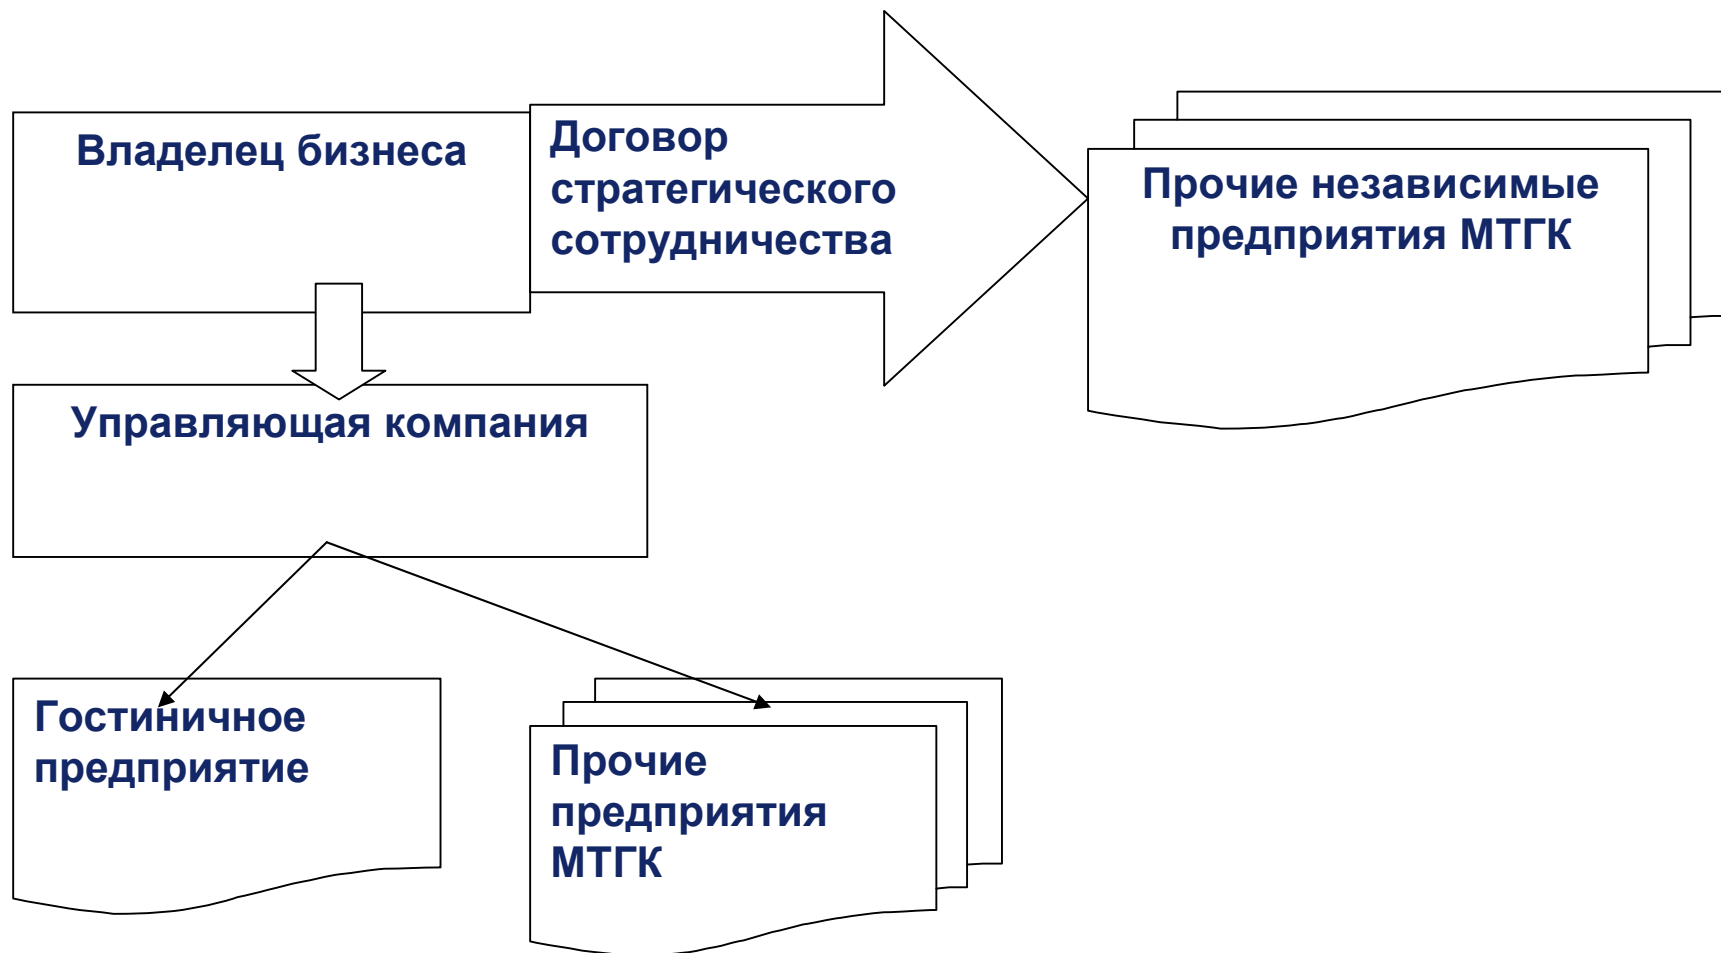 Владелец бизнеса
Договор
стратегического
сотрудничества
Прочие независимые
предприятия МТГК
Управляющая компания
Гостиничное
предприятие
Прочие
предприятия
МТГК